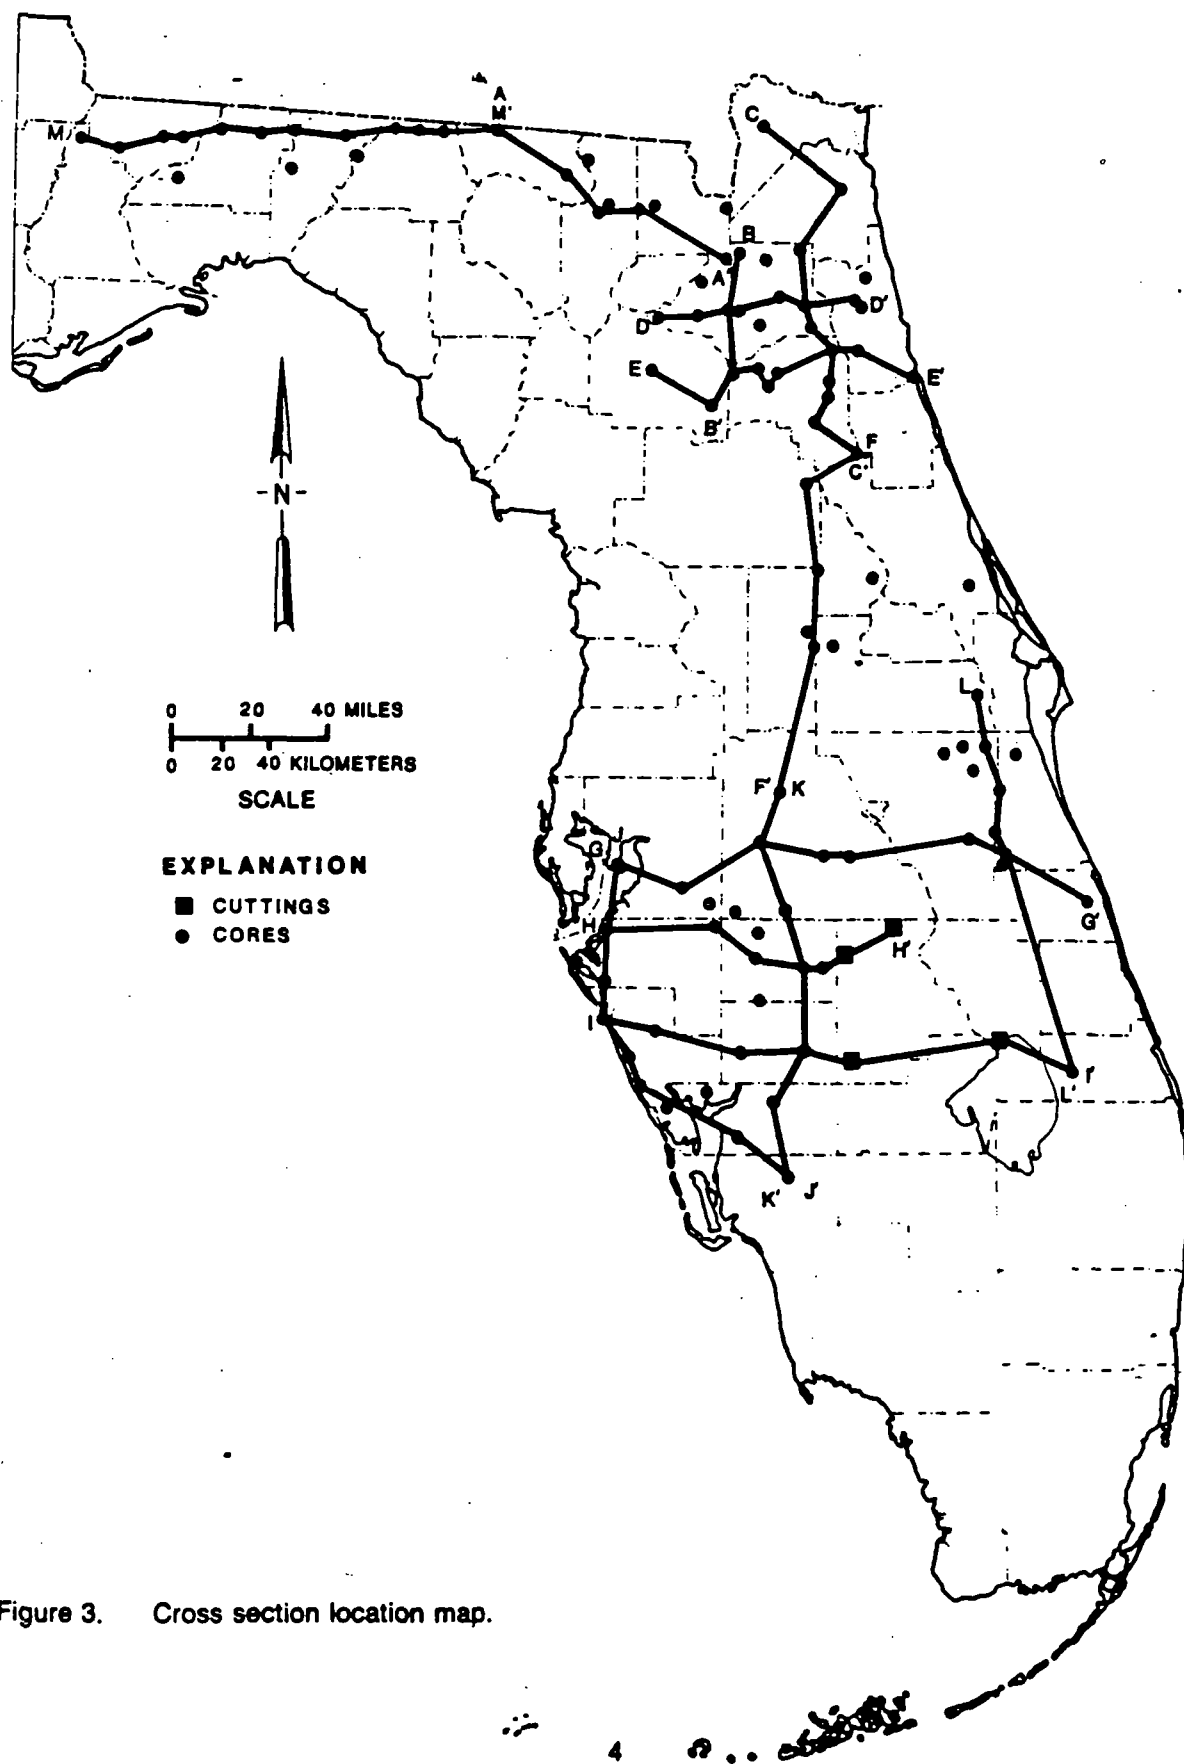 A
M'
M
C
B
A'
D
D'
E
E'
B'
F
C'
-N-
L
0 20 40 MILES
0 20 40 KILOMETERS
SCALE
F' K
G
EXPLANATION
CUTTINGS
CORES
G'
H
H'
I
I'
L'
K' J'
Figure 3. Cross section location map.
4